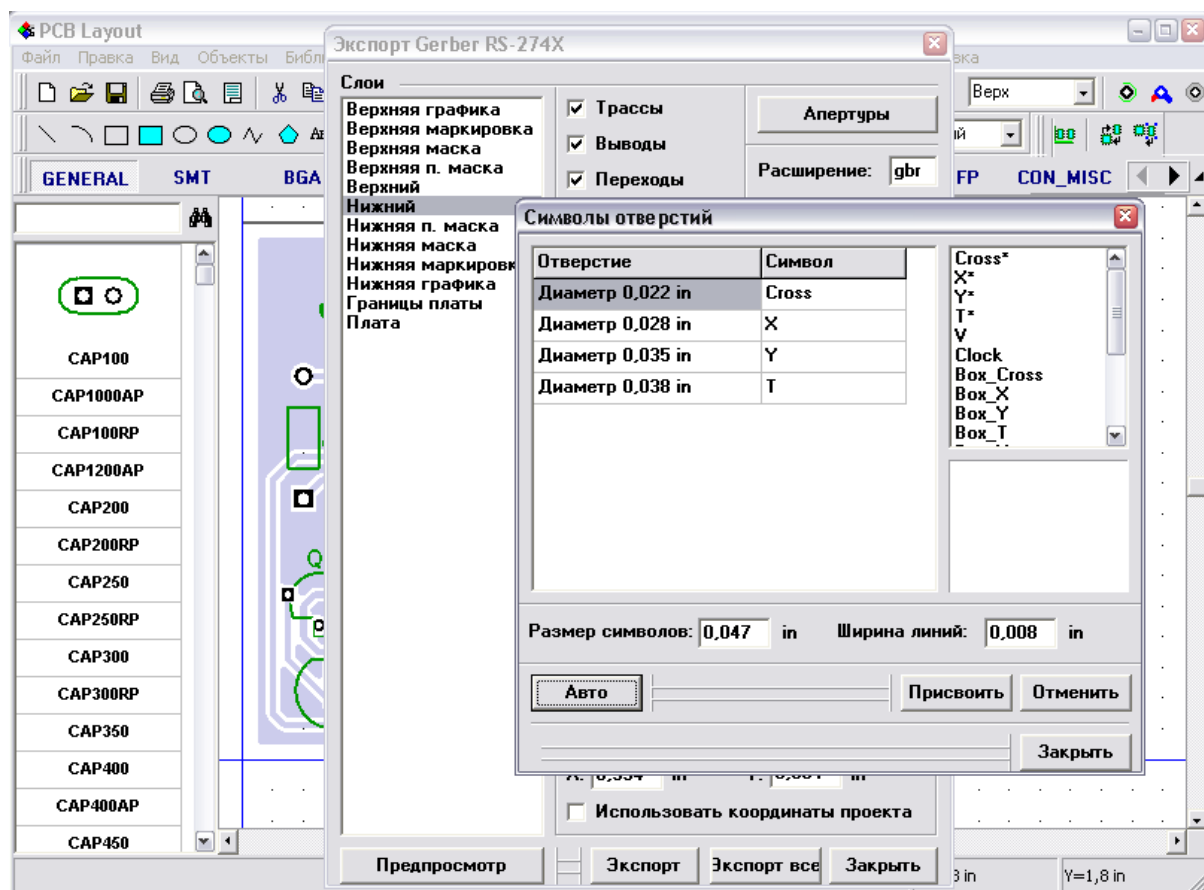 PCB Layout
Файл Правка Вид Объекты
Верх
GENERAL SMT BGA FP CON_MISC
CAP100
CAP1000AP
CAP100RP
CAP1200AP
CAP200
CAP200RP
CAP250
CAP250RP
CAP300
CAP300RP
CAP350
CAP400
CAP400AP
CAP450
Q
Экспорт Gerber RS-274X
Слои
Верхняя графика
Верхняя маркировка
Верхняя маска
Верхняя п. маска
Верхний
Нижний
Нижняя п. маска
Нижняя маска
Нижняя маркировк
Нижняя графика
Границы платы
Плата
Трассы
Выводы
Переходы
Апертуры
Расширение: gbr
Символы отверстий
Отверстие Символ
Диаметр 0,022 in Cross
Диаметр 0,028 in X
Диаметр 0,035 in Y
Диаметр 0,038 in T
Cross*
X*
Y*
T*
V
Clock
Box_Cross
Box_X
Box_Y
Box_T
Размер символов: 0,047 in Ширина линий: 0,008 in
Авто Присвоить Отменить
Закрыть
Использовать координаты проекта
Предпросмотр Экспорт Экспорт все Закрыть
Y=1,8 in